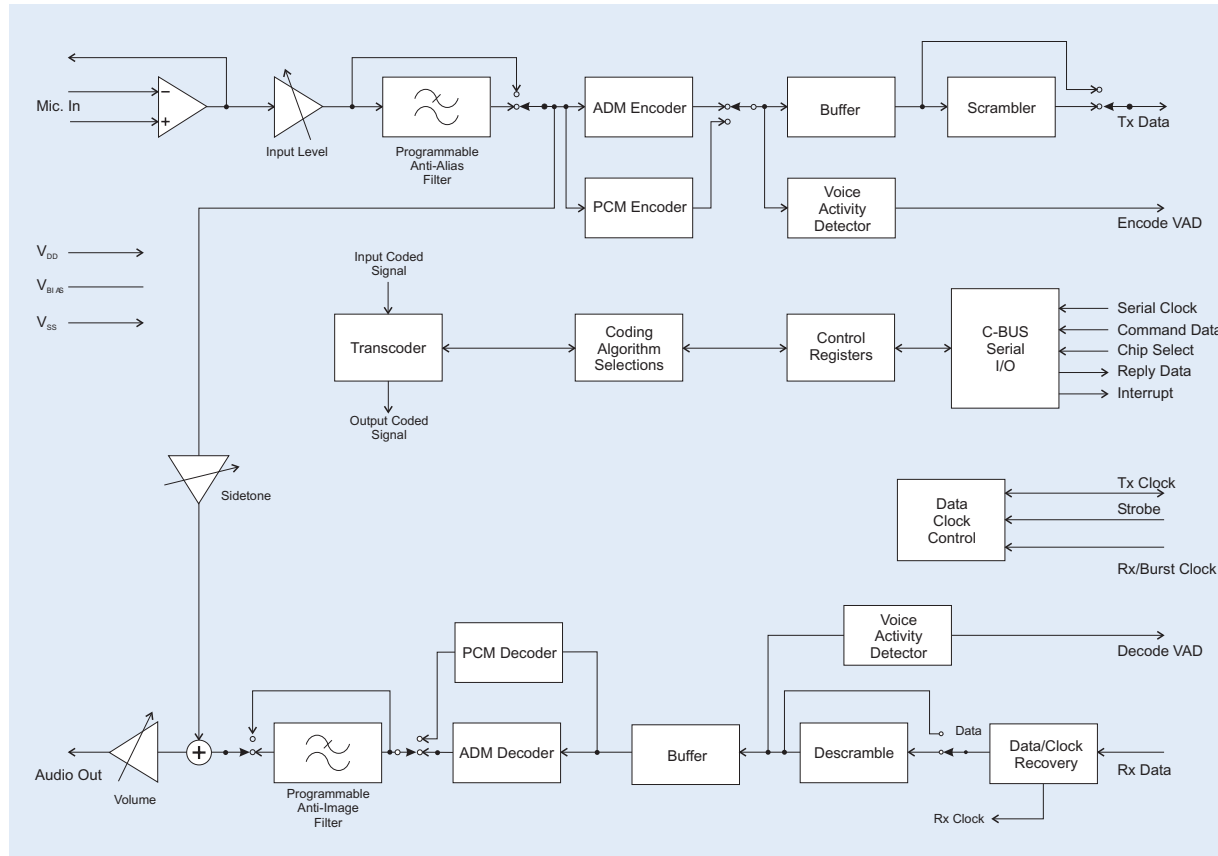 Mic. In
−
+
Input Level
Programmable
Anti-Alias
Filter
ADM Encoder
PCM Encoder
Buffer
Scrambler
Tx Data
Voice
Activity
Detector
Encode VAD
VDD
VBIAS
VSS
Input Coded
Signal
Transcoder
Output Coded
Signal
Coding
Algorithm
Selections
Control
Registers
C-BUS
Serial
I/O
Serial Clock
Command Data
Chip Select
Reply Data
Interrupt
Sidetone
Data
Clock
Control
Tx Clock
Strobe
Rx/Burst Clock
Voice
Activity
Detector
Decode VAD
PCM Decoder
Audio Out
Volume
+
Programmable
Anti-Image
Filter
ADM Decoder
Buffer
Descramble
Data
Data/Clock
Recovery
Rx Data
Rx Clock